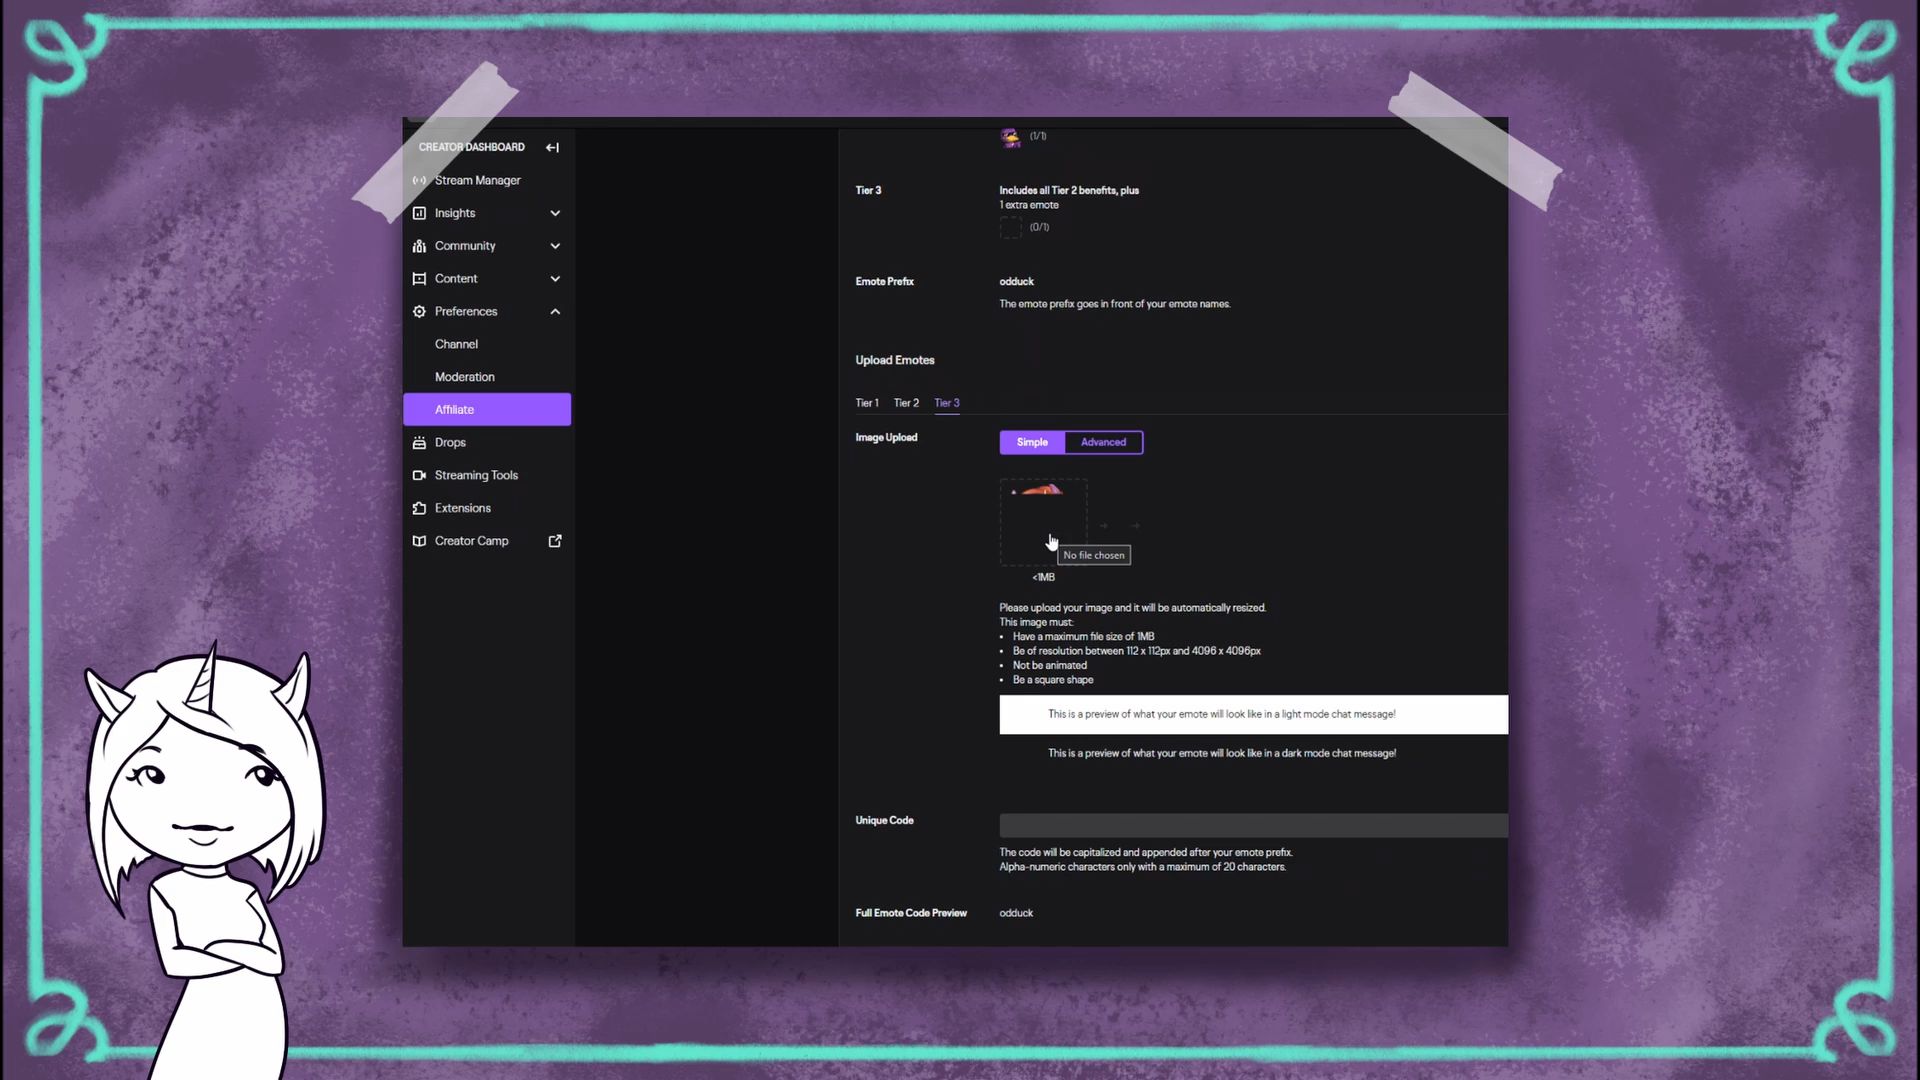 CREATOR DASHBOARD
Stream Manager
Insights
Community
Content
Preferences
Channel
Moderation
Affiliate
Drops
Streaming Tools
Extensions
Creator Camp
(1/1)
Tier 3
Includes all Tier 2 benefits, plus
1 extra emote
(0/1)
Emote Prefix
odduck
The emote prefix goes in front of your emote names.
Upload Emotes
Tier 1 Tier 2 Tier 3
Image Upload
Simple Advanced
No file chosen
<1MB
Please upload your image and it will be automatically resized.
This image must:
• Have a maximum file size of 1MB
• Be of resolution between 112 x 112px and 4096 x 4096px
• Not be animated
• Be a square shape
This is a preview of what your emote will look like in a light mode chat message!
This is a preview of what your emote will look like in a dark mode chat message!
Unique Code
The code will be capitalized and appended after your emote prefix.
Alpha-numeric characters only with a maximum of 20 characters.
Full Emote Code Preview
odduck